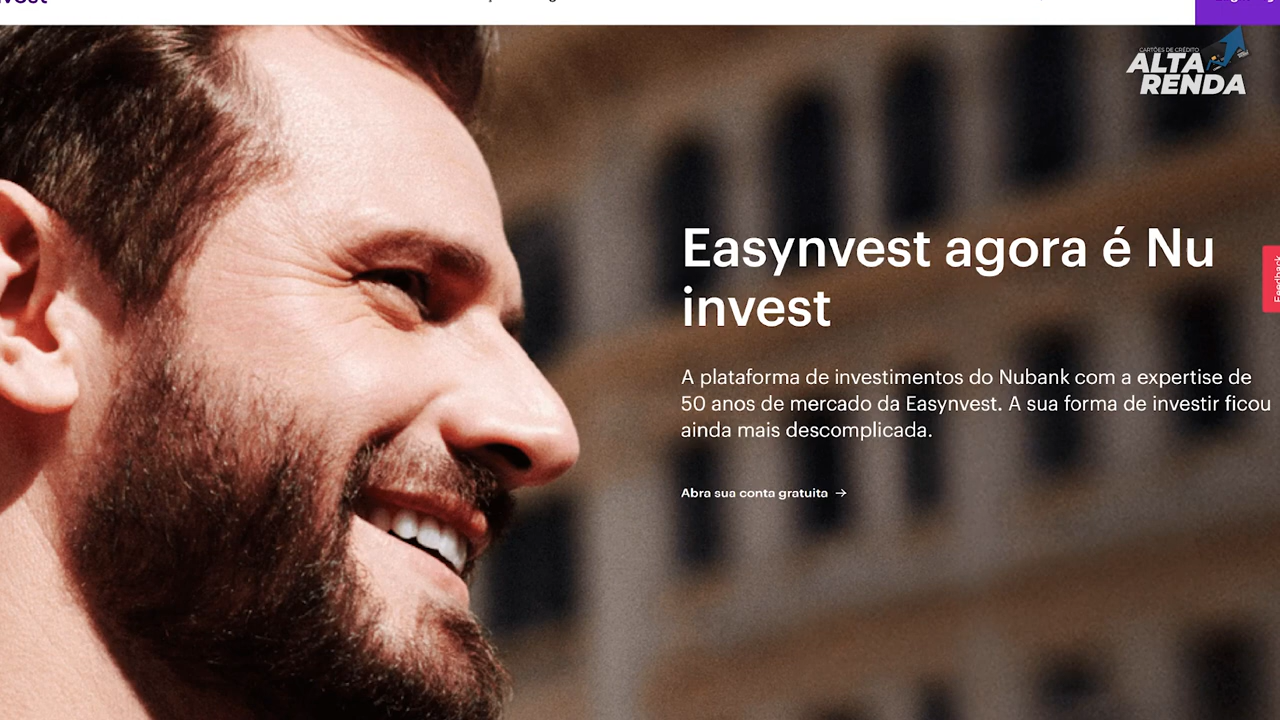 CARTÕES DE CRÉDITO
ALTA
RENDA
Easynvest agora é Nu
invest
Feedback
A plataforma de investimentos do Nubank com a expertise de
50 anos de mercado da Easynvest. A sua forma de investir ficou
ainda mais descomplicada.
Abra sua conta gratuita →